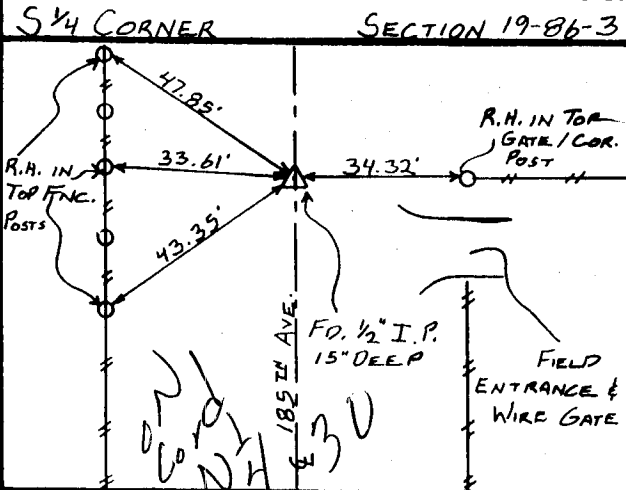 S ¼ CORNER SECTION 19-86-3
47.85'
33.61'
34.32'
43.35'
R.H. IN
TOP FNC.
POSTS
R.H. IN TOP
GATE/COR.
POST
FD. ½" I.P.
15" DEEP
185TH AVE.
FIELD
ENTRANCE &
WIRE GATE
℄ 30